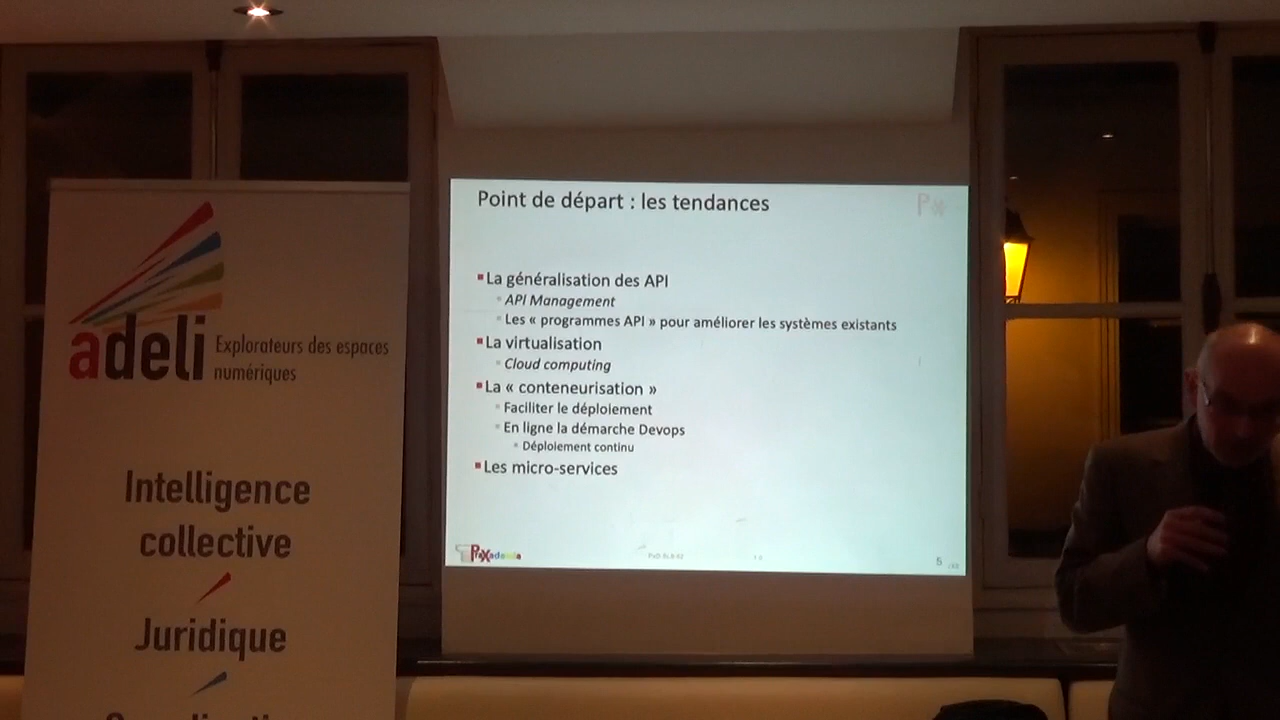 adeli
Explorateurs des espaces
numériques
Intelligence
collective
Juridique
Point de départ : les tendances
Px
La généralisation des API
API Management
Les « programmes API » pour améliorer les systèmes existants
La virtualisation
Cloud computing
La « conteneurisation »
Faciliter le déploiement
En ligne la démarche Devops
Déploiement continu
Les micro-services
5